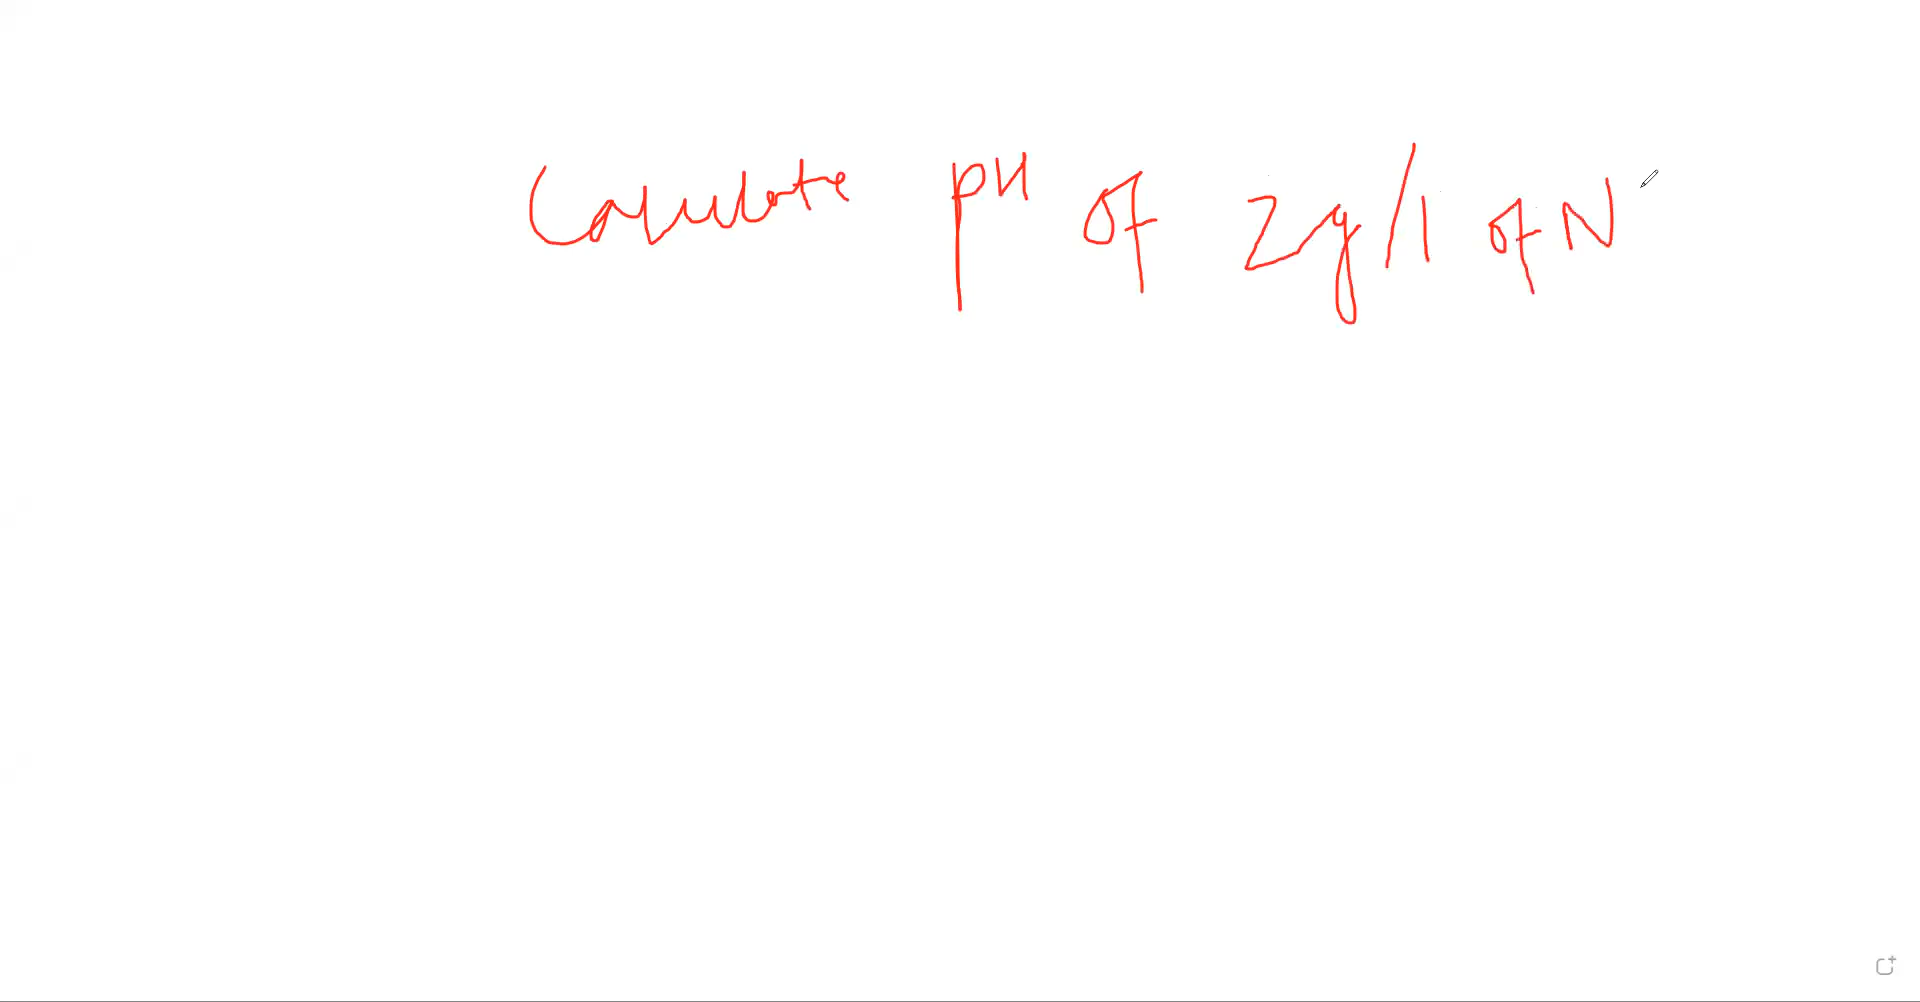 Calculate pH of 2g/l of N